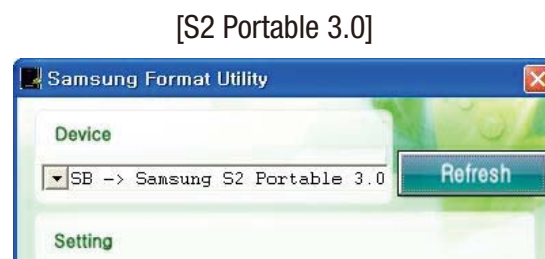 [S2 Portable 3.0]
Samsung Format Utility
Device
SB -> Samsung S2 Portable 3.0
Refresh
Setting